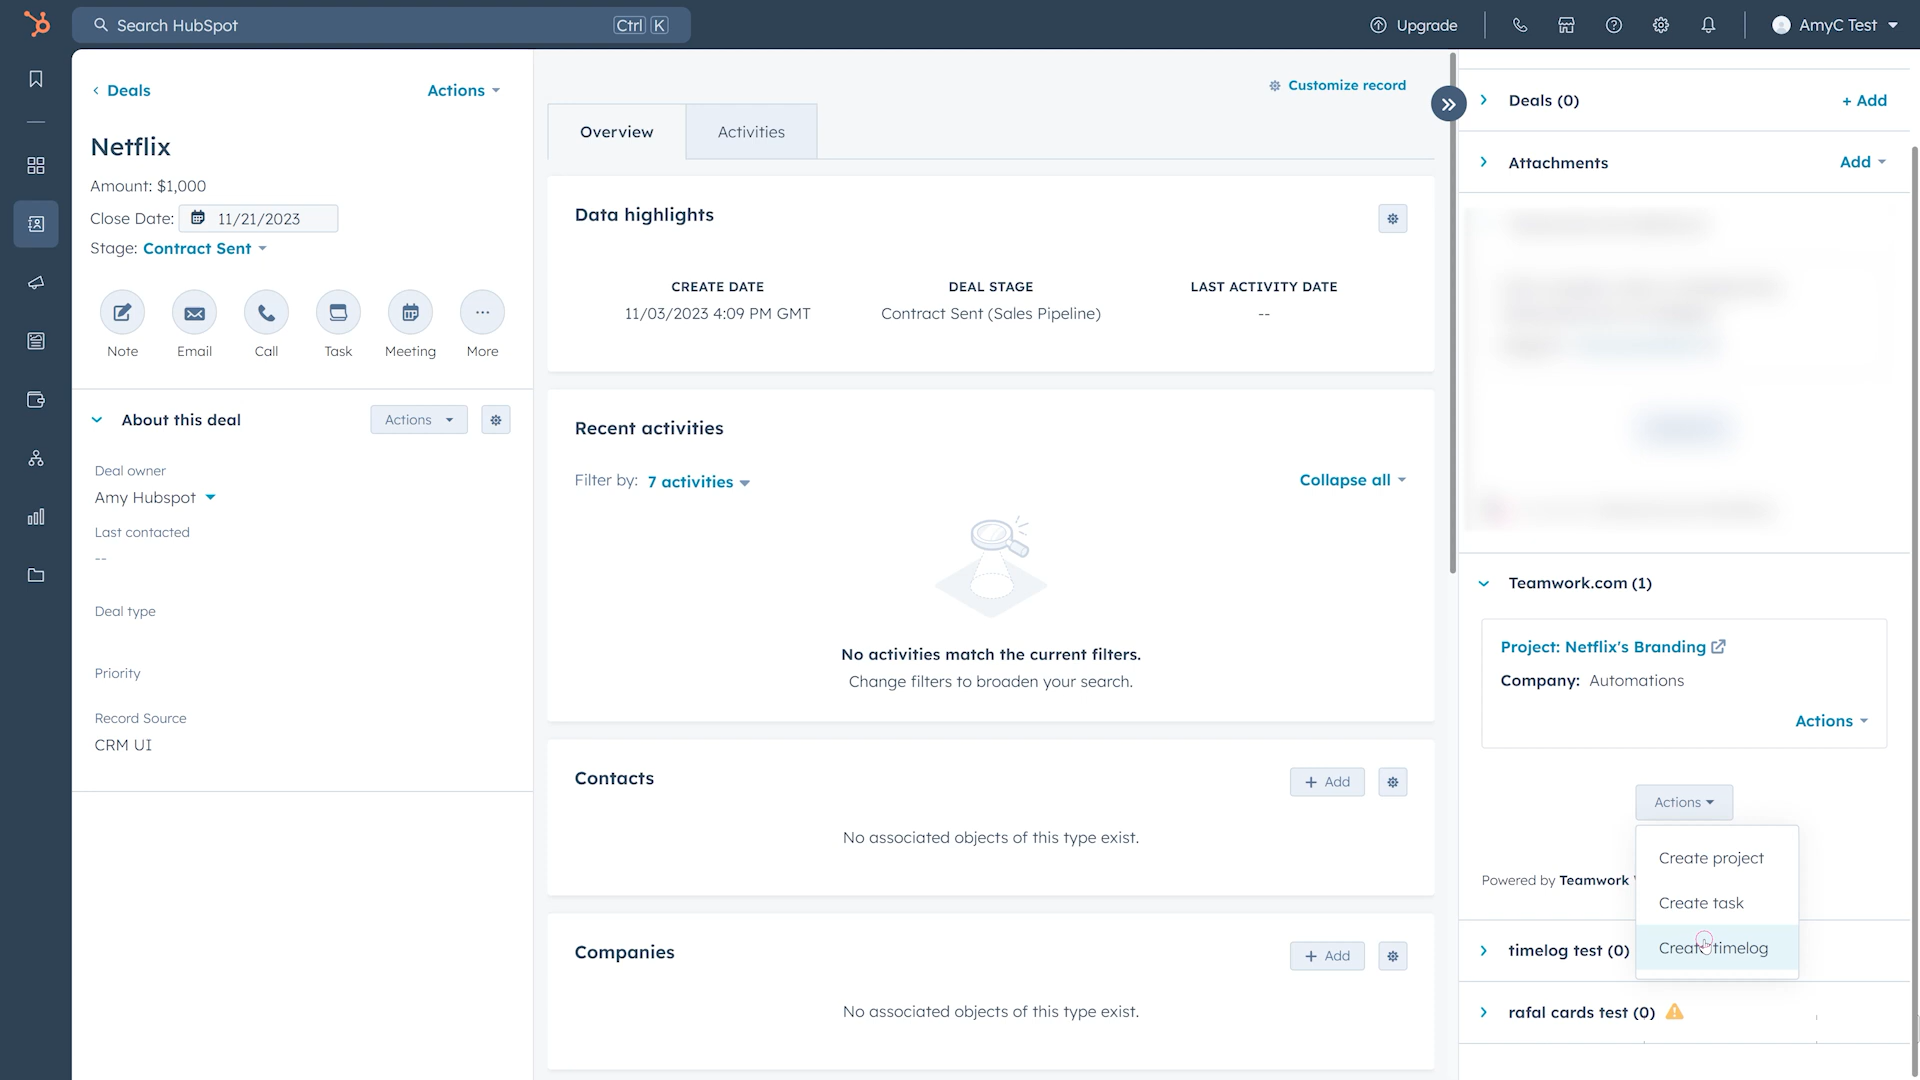 Search HubSpot
Ctrl K
Upgrade
AmyC Test
Deals
Actions
Netflix
Amount: $1,000
Close Date: 11/21/2023
Stage: Contract Sent
Note
Email
Call
Task
Meeting
More
About this deal
Actions
Deal owner
Amy Hubspot
Last contacted
--
Deal type
Priority
Record Source
CRM UI
Customize record
Overview
Activities
Data highlights
CREATE DATE
11/03/2023 4:09 PM GMT
DEAL STAGE
Contract Sent (Sales Pipeline)
LAST ACTIVITY DATE
--
Recent activities
Filter by: 7 activities
Collapse all
No activities match the current filters.
Change filters to broaden your search.
Contacts
+ Add
No associated objects of this type exist.
Companies
+ Add
No associated objects of this type exist.
Deals (0)
+ Add
Attachments
Add
Teamwork.com (1)
Project: Netflix's Branding
Company: Automations
Actions
Actions
Create project
Create task
Create timelog
Powered by Teamwork
timelog test (0)
rafal cards test (0)